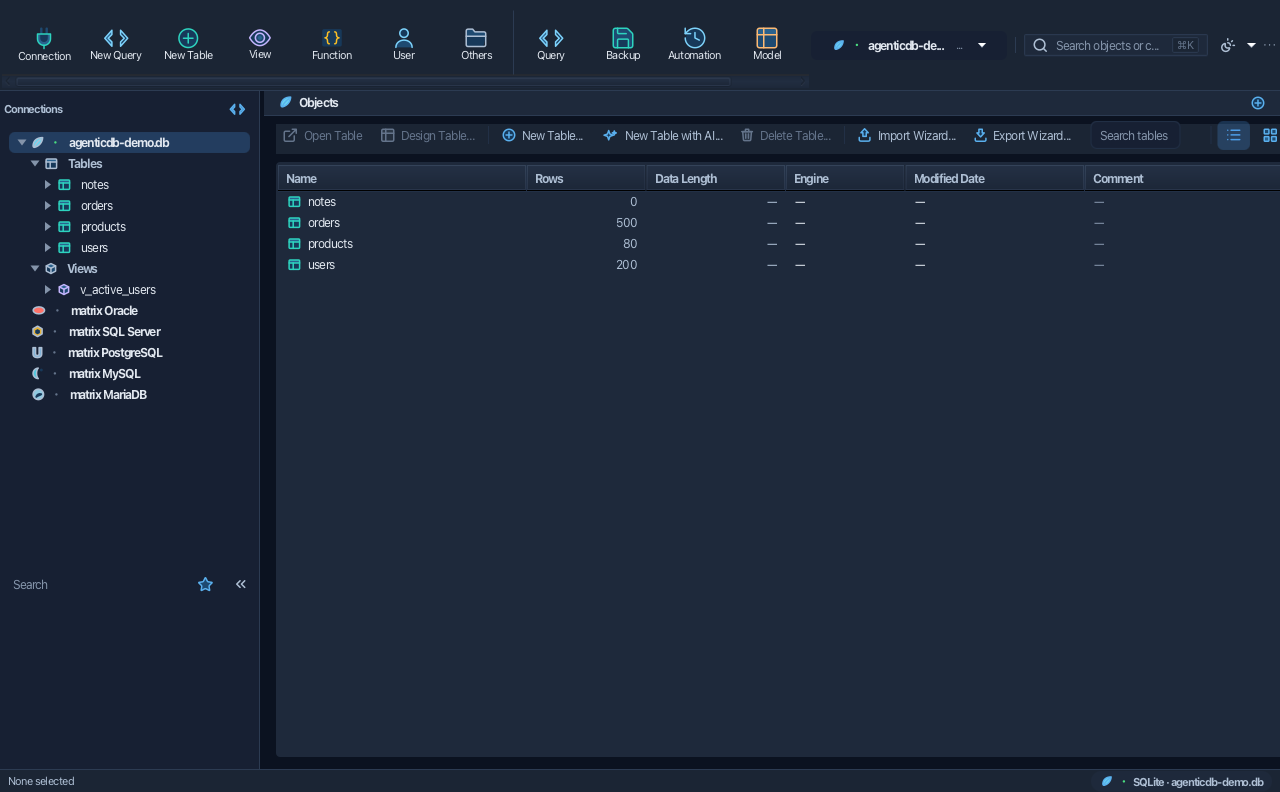 Connection New Query New Table View Function User Others Query Backup Automation Model agenticdb-de... ... Search objects or c... ⌘K ...
Connections
Objects
agenticdb-demo.db
Tables
notes
orders
products
users
Views
v_active_users
matrix Oracle
matrix SQL Server
matrix PostgreSQL
matrix MySQL
matrix MariaDB
Search
Open Table Design Table... New Table... New Table with AI... Delete Table... Import Wizard... Export Wizard... Search tables
Name Rows Data Length Engine Modified Date Comment
notes 0 — — — —
orders 500 — — — —
products 80 — — — —
users 200 — — — —
None selected
SQLite · agenticdb-demo.db